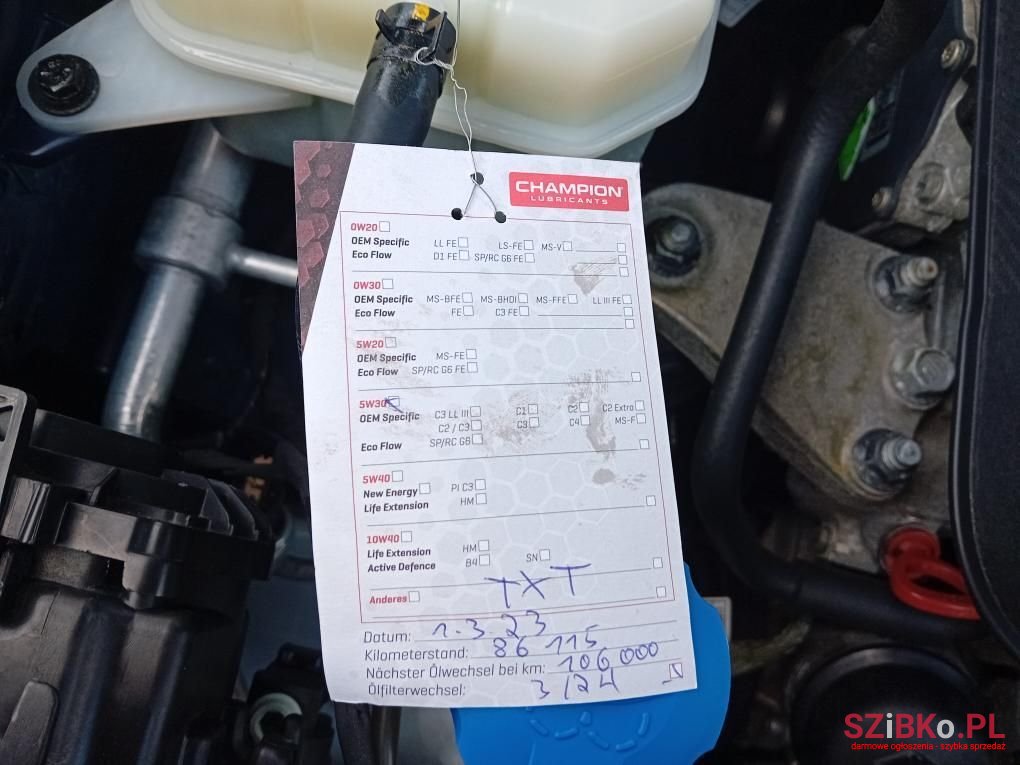 CHAMPION
LUBRICANTS
0W20
OEM Specific LL FE LS-FE MS-V
Eco Flow D1 FE SP/RC G6 FE
0W30
OEM Specific MS-BFE MS-BHDI MS-FFE LL III FE
Eco Flow FE C3 FE
5W20
OEM Specific MS-FE
Eco Flow SP/RC G6 FE
5W30
OEM Specific C3 LL III C1 C2 C2 Extra
C2 / C3 C3 C4 MS-F
Eco Flow SP/RC G6
5W40
New Energy PI C3
Life Extension HM
10W40
Life Extension HM
Active Defence B4 SN
TXT
Anderes
Datum: 1.3.23
Kilometerstand: 86 115
Nächster Ölwechsel bei km: 106 000
Ölfilterwechsel: 3/24
SZiBKo.PL
darmowe ogłoszenia - szybka sprzedaż